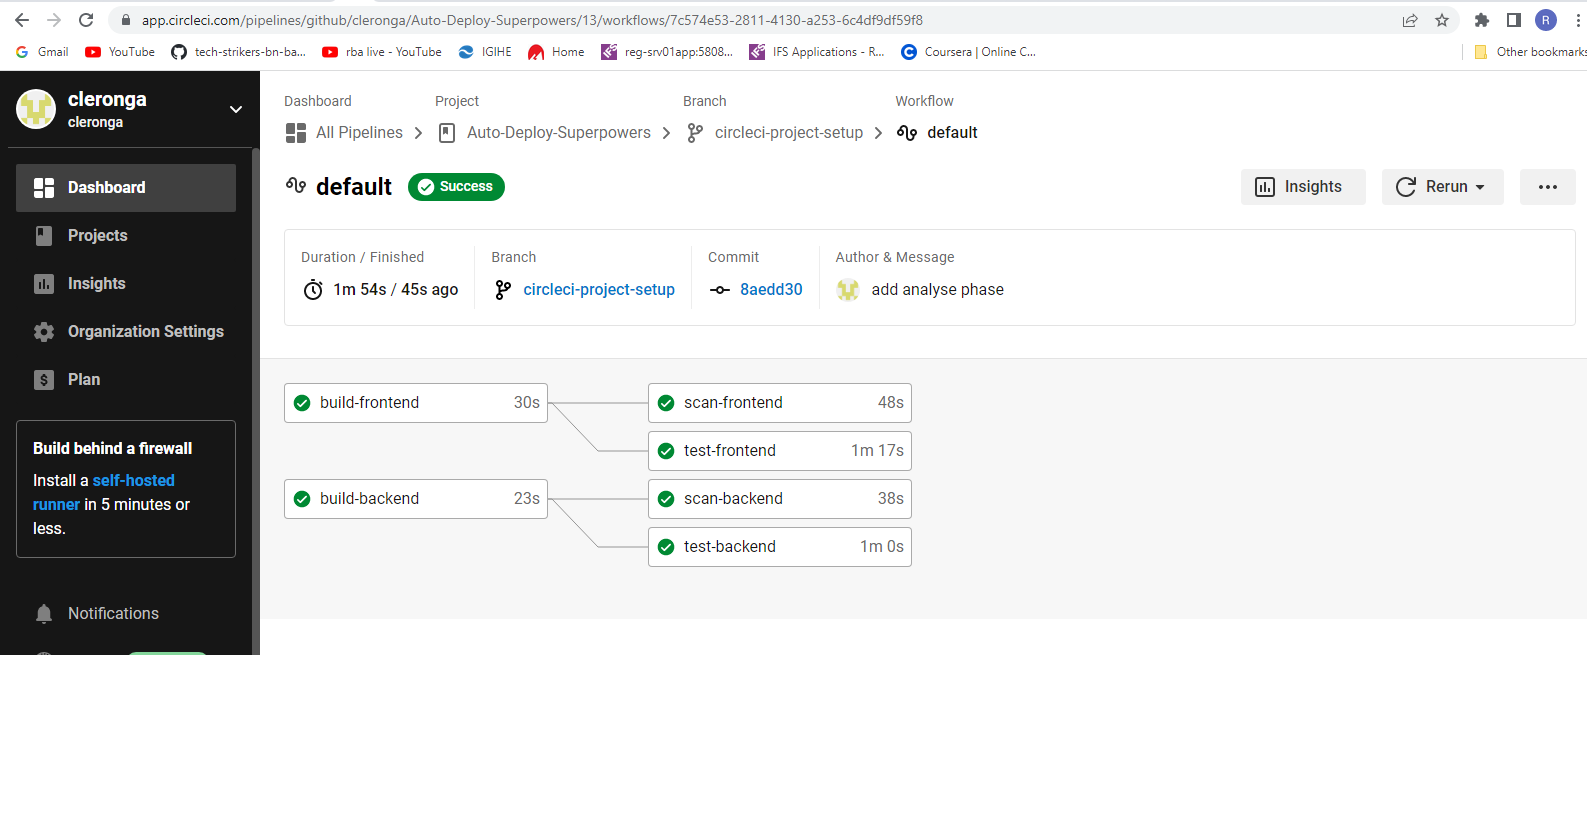 app.circleci.com/pipelines/github/cleronga/Auto-Deploy-Superpowers/13/workflows/7c574e53-2811-4130-a253-6c4df9df59f8
R
Gmail YouTube tech-strikers-bn-ba... rba live - YouTube IGIHE Home reg-srv01app:5808... IFS Applications - R... Coursera | Online C... Other bookmarks
cleronga
cleronga
Dashboard
Projects
Insights
Organization Settings
Plan
Build behind a firewall
Install a self-hosted
runner in 5 minutes or
less.
Notifications
Dashboard Project Branch Workflow
All Pipelines Auto-Deploy-Superpowers circleci-project-setup default
default Success
Insights Rerun
Duration / Finished Branch Commit Author & Message
1m 54s / 45s ago circleci-project-setup 8aedd30 add analyse phase
build-frontend 30s scan-frontend 48s
test-frontend 1m 17s
build-backend 23s scan-backend 38s
test-backend 1m 0s